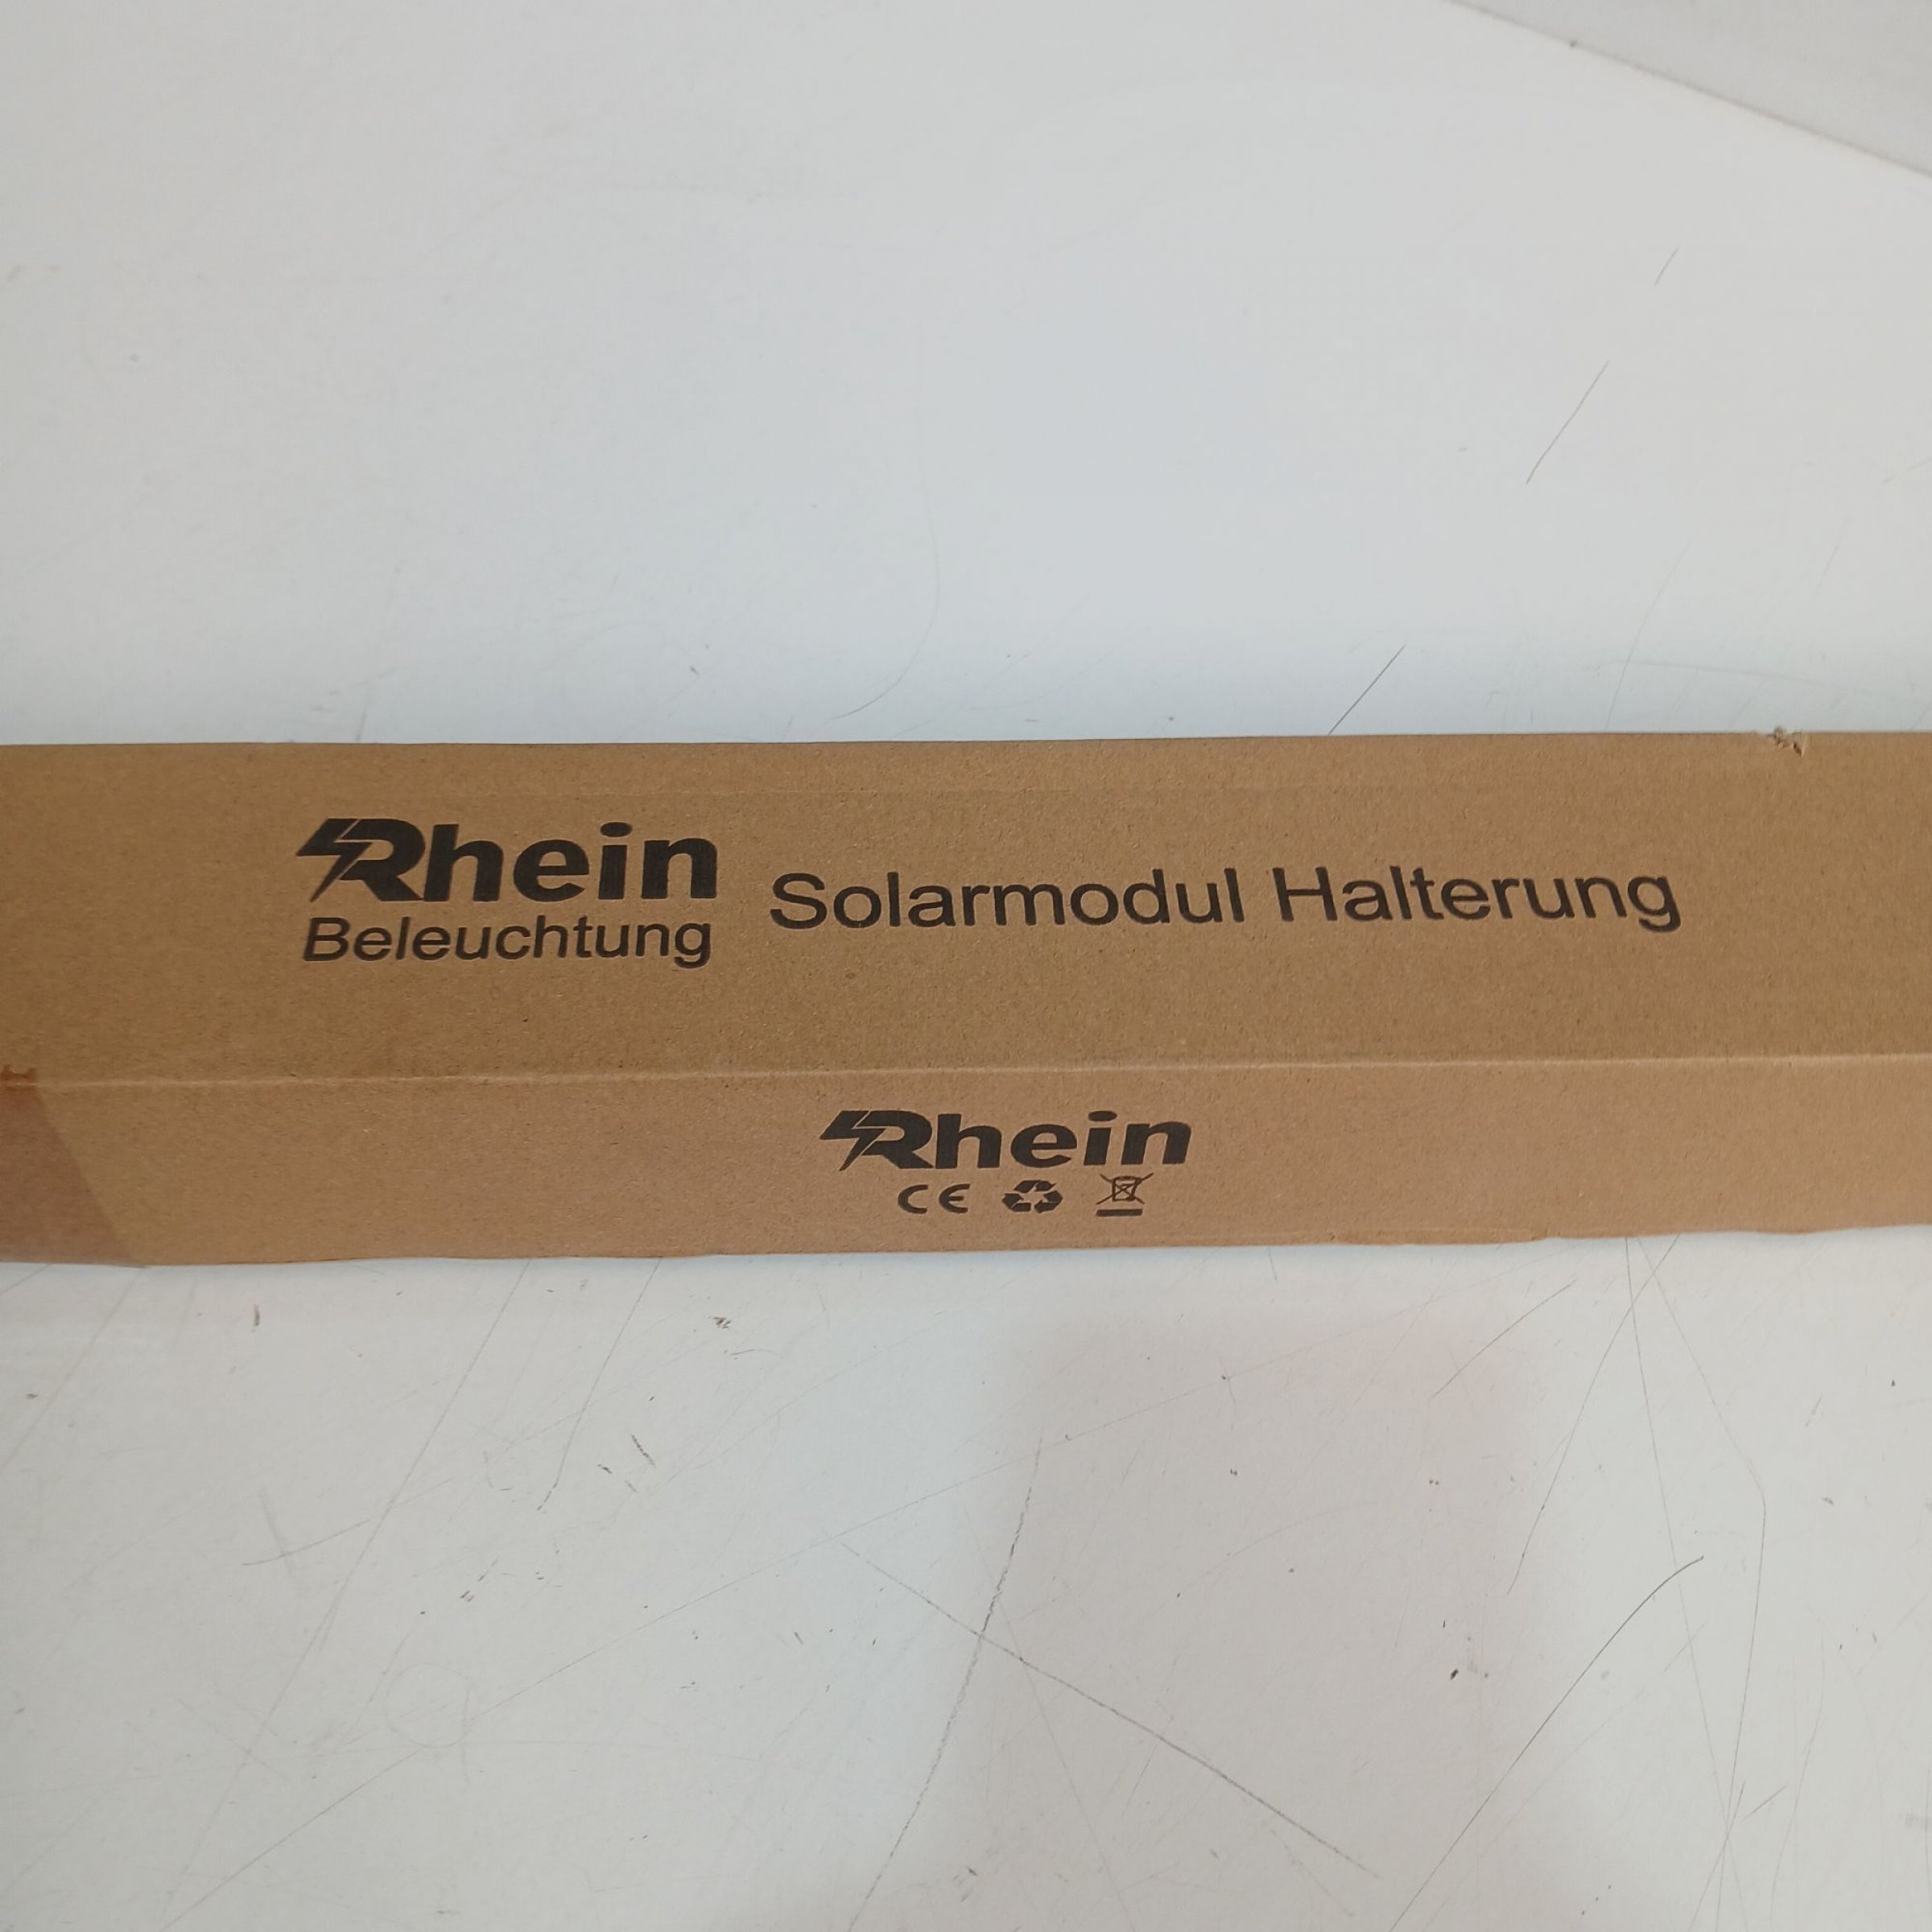 Rhein
Beleuchtung
Solarmodul Halterung
Rhein
CE